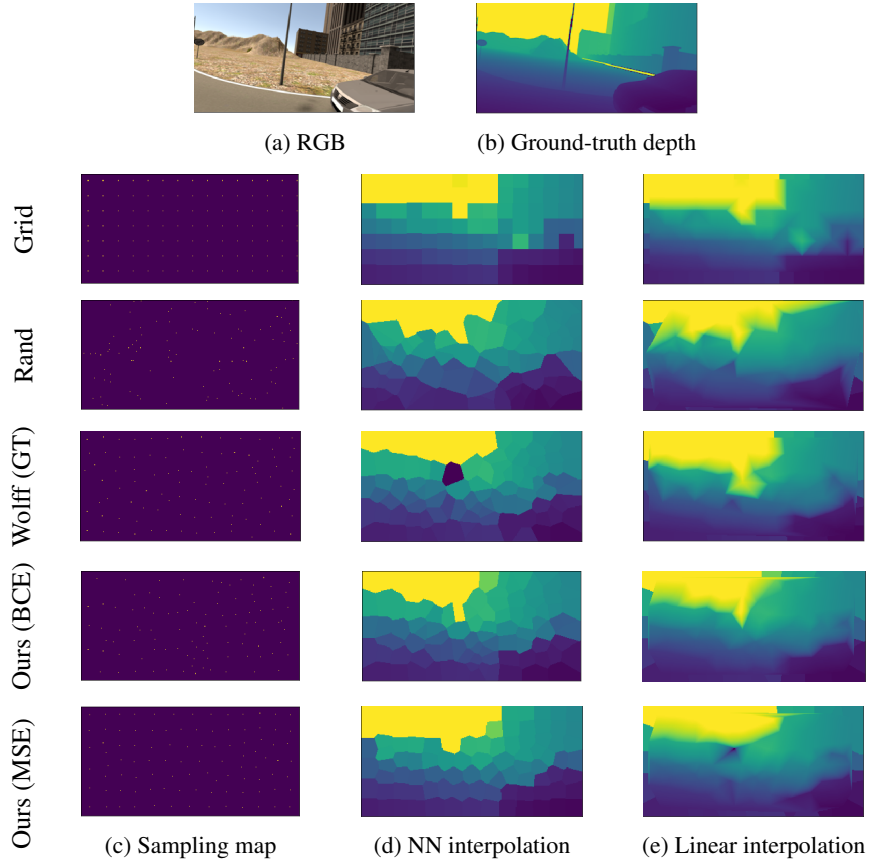 (a) RGB
(b) Ground-truth depth
Grid
Rand
Wolff (GT)
Ours (BCE)
Ours (MSE)
(c) Sampling map
(d) NN interpolation
(e) Linear interpolation